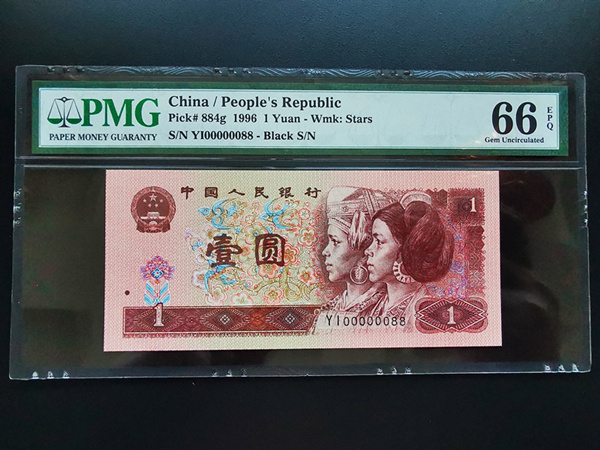 PMG
PAPER MONEY GUARANTY
China / People's Republic
Pick# 884g 1996 1 Yuan - Wmk: Stars
S/N YI00000088 - Black S/N
66
EPQ
Gem Uncirculated
中国人民银行
1
壹圆
YI00000088
1
1